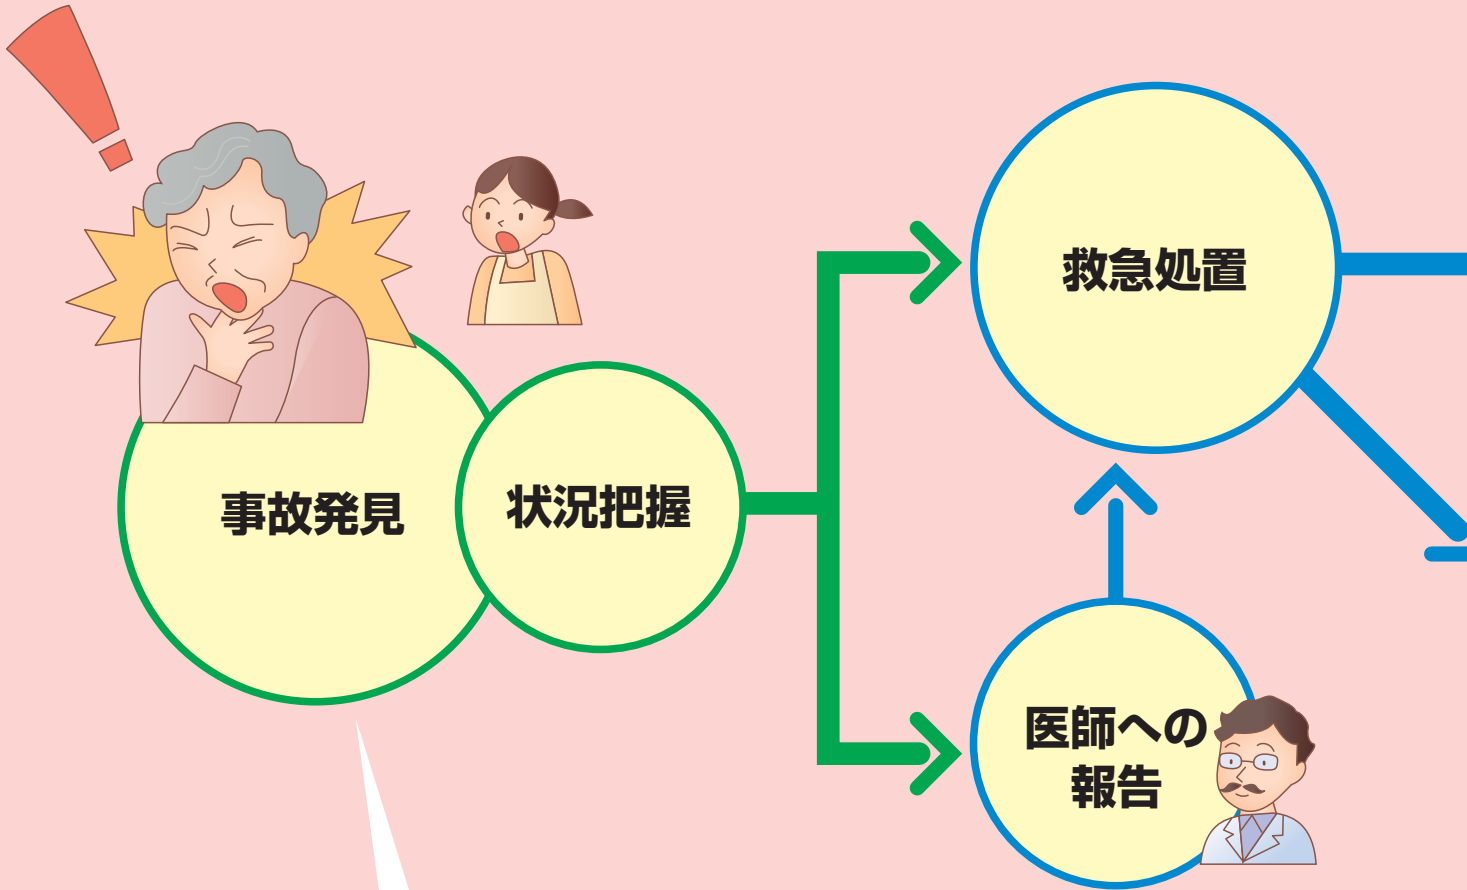 事故発見
状況把握
救急処置
医師への
報告